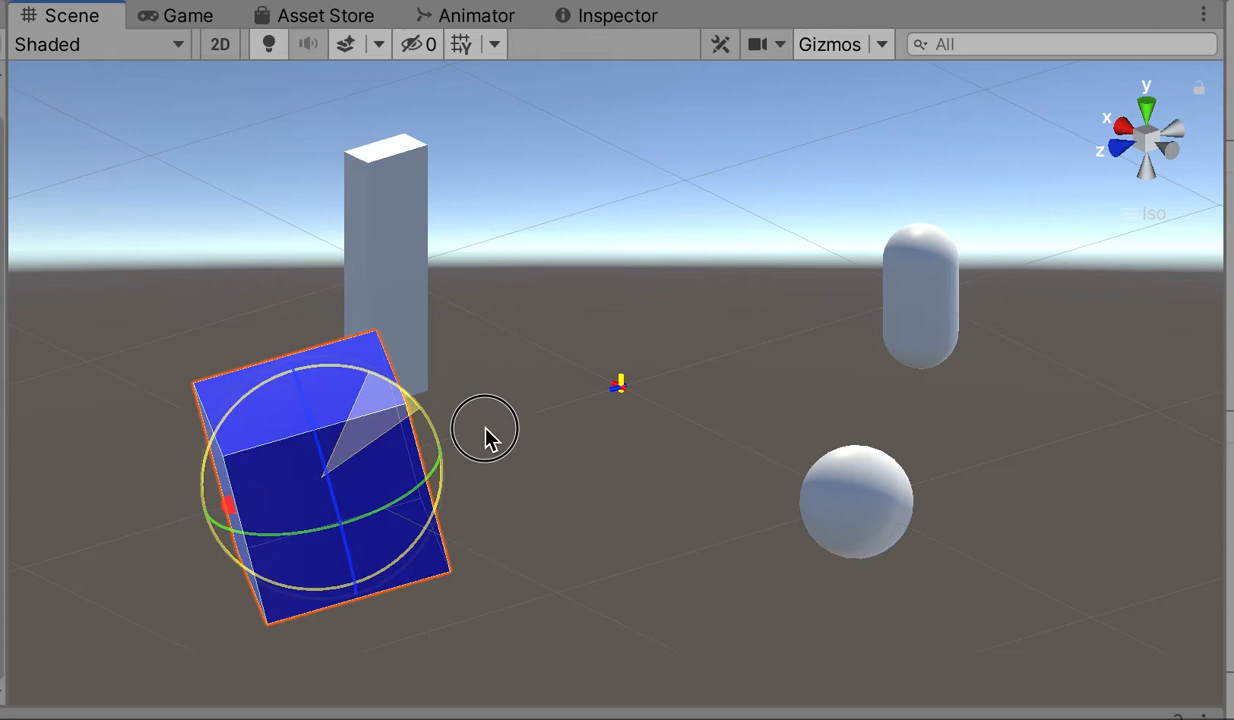 Scene Game Asset Store Animator Inspector
Shaded 2D 0 Gizmos All
y
x
z
Iso